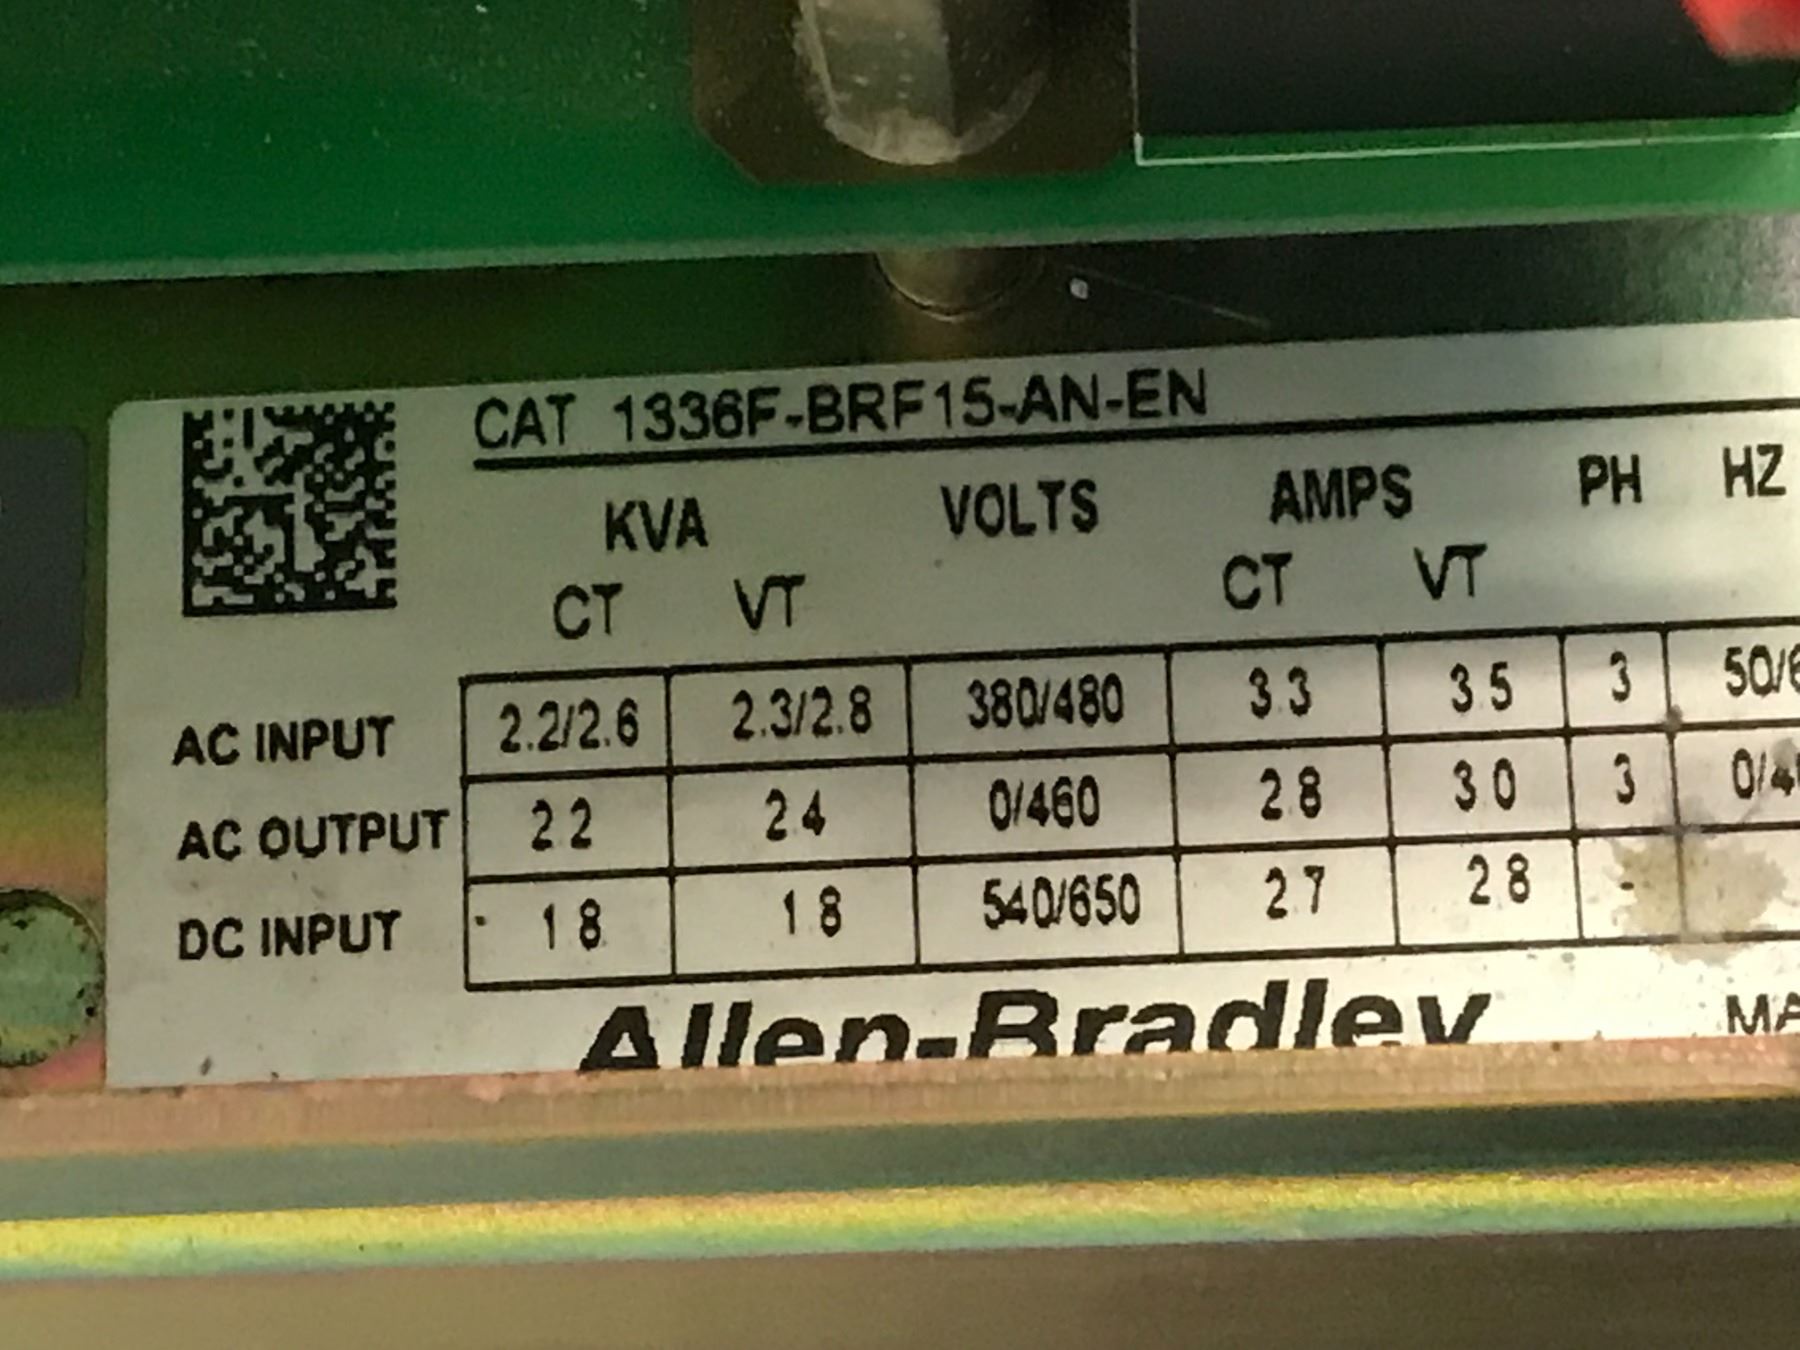 CAT 1336F-BRF15-AN-EN
KVA VOLTS AMPS PH HZ
CT VT CT VT
AC INPUT 2.2/2.6 2.3/2.8 380/480 3.3 3.5 3
AC OUTPUT 2.2 2.4 0/460 2.8 3.0 3
DC INPUT 1.8 1.8 540/650 2.7 2.8 -
Allen-Bradley